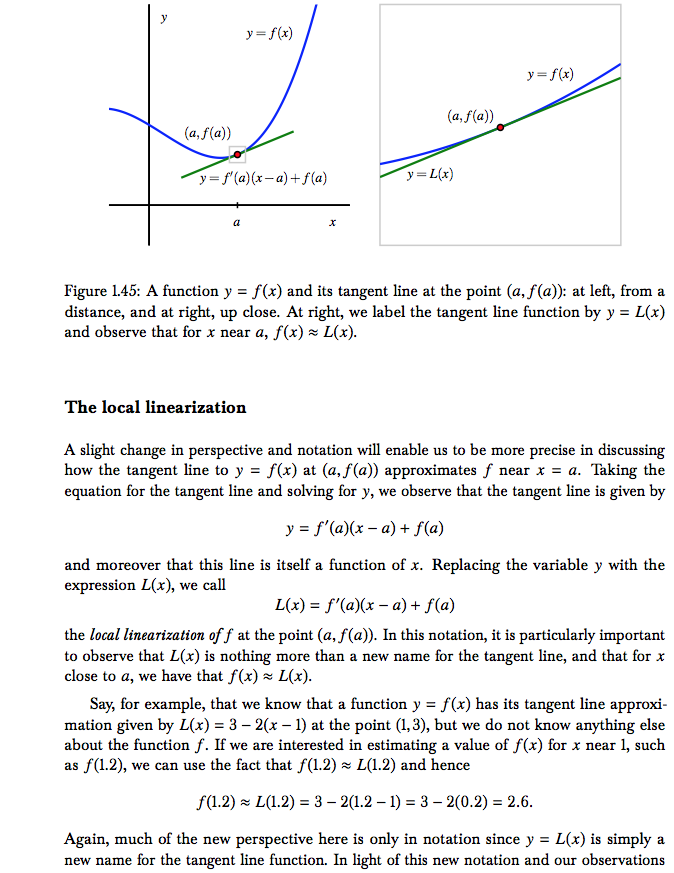 y
y = f(x)
(a, f(a))
y = f′(a)(x − a) + f(a)
a
x
y = f(x)
(a, f(a))
y = L(x)
Figure 1.45: A function y = f(x) and its tangent line at the point (a, f(a)): at left, from a
distance, and at right, up close. At right, we label the tangent line function by y = L(x)
and observe that for x near a, f(x) ≈ L(x).
The local linearization
A slight change in perspective and notation will enable us to be more precise in discussing
how the tangent line to y = f(x) at (a, f(a)) approximates f near x = a. Taking the
equation for the tangent line and solving for y, we observe that the tangent line is given by
y = f′(a)(x − a) + f(a)
and moreover that this line is itself a function of x. Replacing the variable y with the
expression L(x), we call
L(x) = f′(a)(x − a) + f(a)
the local linearization of f at the point (a, f(a)). In this notation, it is particularly important
to observe that L(x) is nothing more than a new name for the tangent line, and that for x
close to a, we have that f(x) ≈ L(x).
Say, for example, that we know that a function y = f(x) has its tangent line approxi-
mation given by L(x) = 3 − 2(x − 1) at the point (1, 3), but we do not know anything else
about the function f. If we are interested in estimating a value of f(x) for x near 1, such
as f(1.2), we can use the fact that f(1.2) ≈ L(1.2) and hence
f(1.2) ≈ L(1.2) = 3 − 2(1.2 − 1) = 3 − 2(0.2) = 2.6.
Again, much of the new perspective here is only in notation since y = L(x) is simply a
new name for the tangent line function. In light of this new notation and our observations